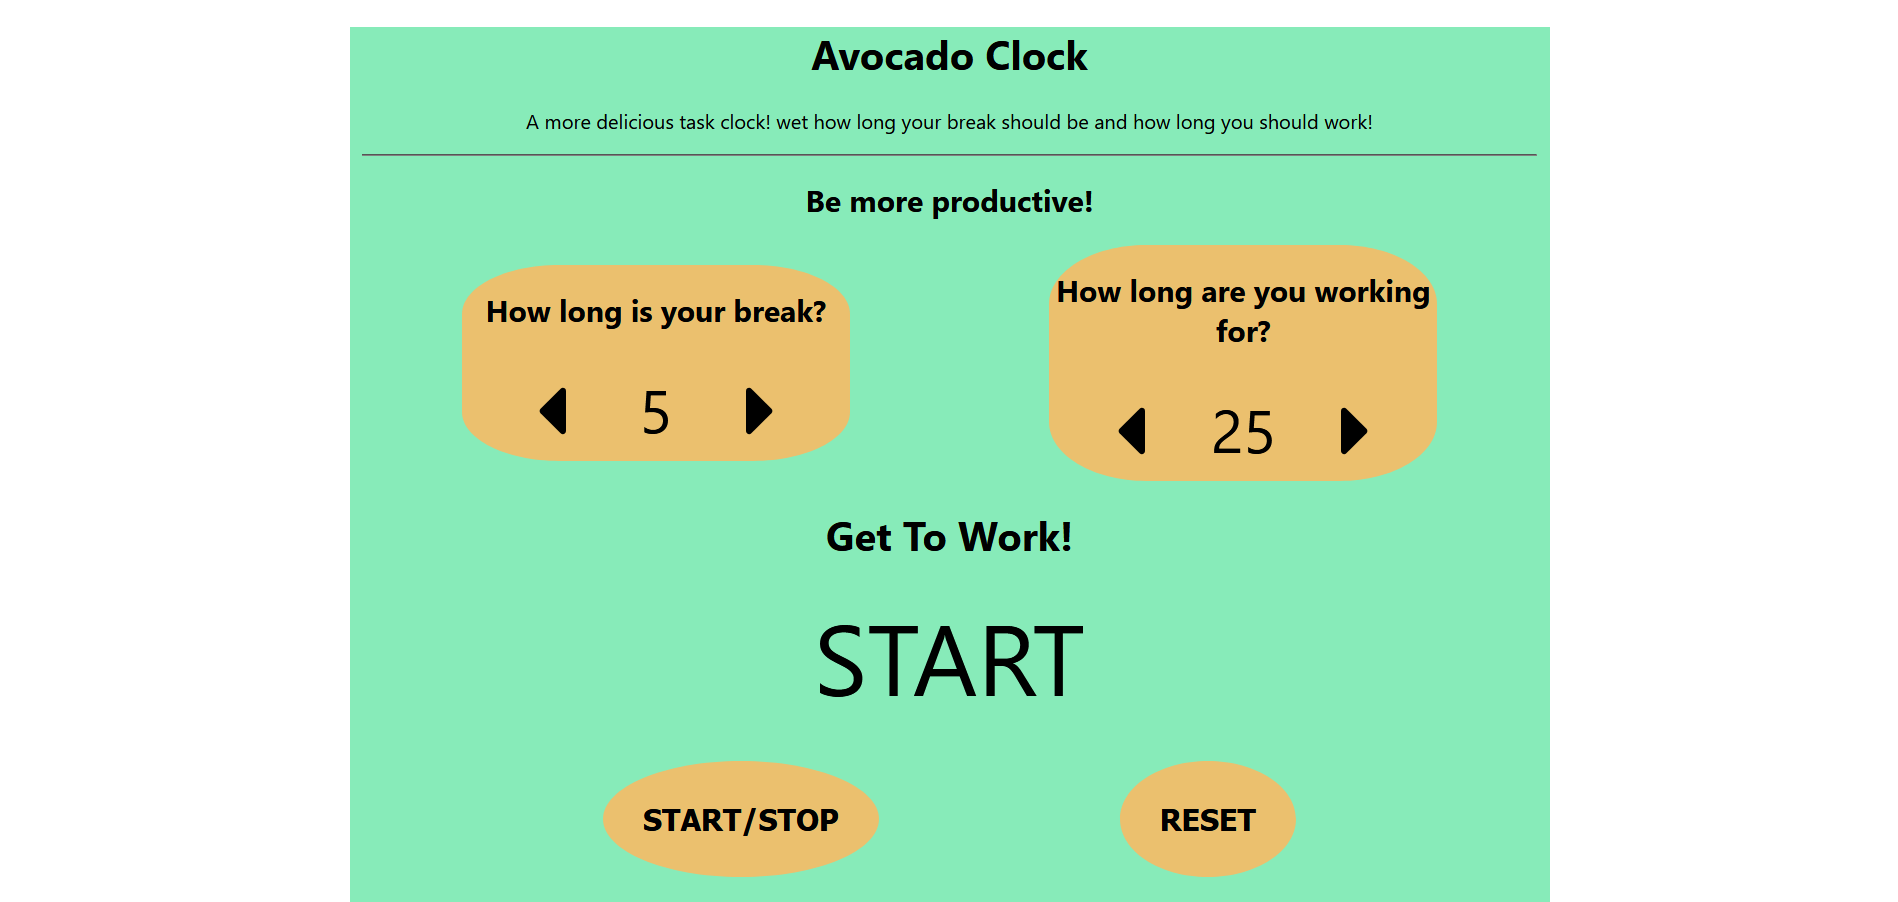 Avocado Clock
A more delicious task clock! wet how long your break should be and how long you should work!
Be more productive!
How long is your break?
5
How long are you working
for?
25
Get To Work!
START
START/STOP
RESET